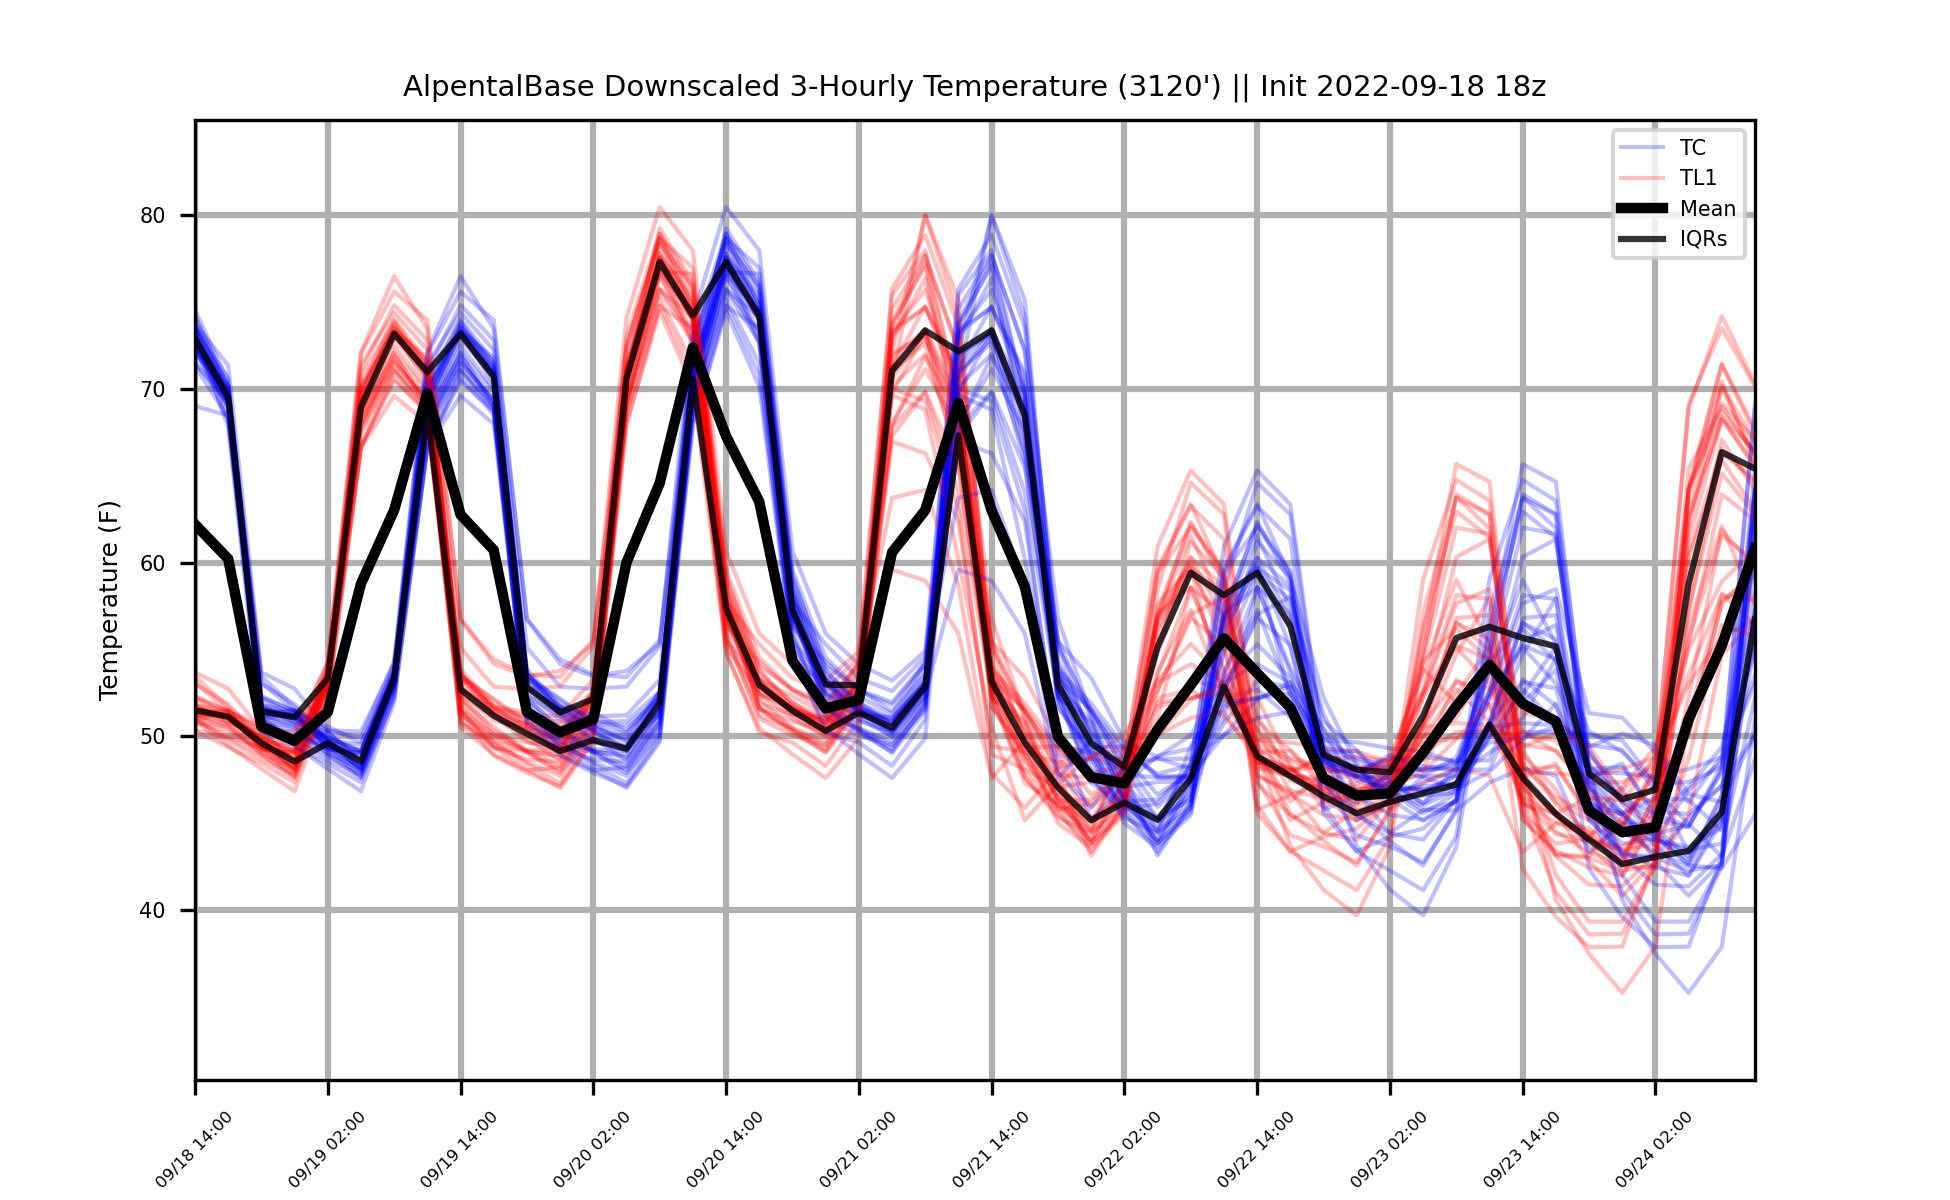 AlpentalBase Downscaled 3-Hourly Temperature (3120') || Init 2022-09-18 18z
TC
TL1
Mean
IQRs
Temperature (F)
80
70
60
50
40
09/18 14:00
09/19 02:00
09/19 14:00
09/20 02:00
09/20 14:00
09/21 02:00
09/21 14:00
09/22 02:00
09/22 14:00
09/23 02:00
09/23 14:00
09/24 02:00